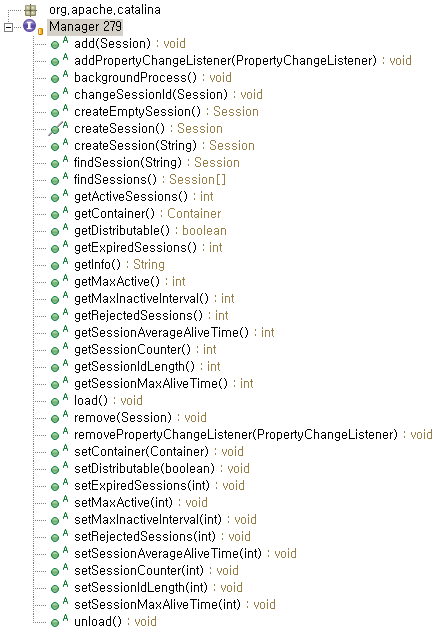 org.apache.catalina
I Manager 279
A add(Session) : void
A addPropertyChangeListener(PropertyChangeListener) : void
A backgroundProcess() : void
A changeSessionId(Session) : void
A createEmptySession() : Session
A createSession() : Session
A createSession(String) : Session
A findSession(String) : Session
A findSessions() : Session[]
A getActiveSessions() : int
A getContainer() : Container
A getDistributable() : boolean
A getExpiredSessions() : int
A getInfo() : String
A getMaxActive() : int
A getMaxInactiveInterval() : int
A getRejectedSessions() : int
A getSessionAverageAliveTime() : int
A getSessionCounter() : int
A getSessionIdLength() : int
A getSessionMaxAliveTime() : int
A load() : void
A remove(Session) : void
A removePropertyChangeListener(PropertyChangeListener) : void
A setContainer(Container) : void
A setDistributable(boolean) : void
A setExpiredSessions(int) : void
A setMaxActive(int) : void
A setMaxInactiveInterval(int) : void
A setRejectedSessions(int) : void
A setSessionAverageAliveTime(int) : void
A setSessionCounter(int) : void
A setSessionIdLength(int) : void
A setSessionMaxAliveTime(int) : void
A unload() : void